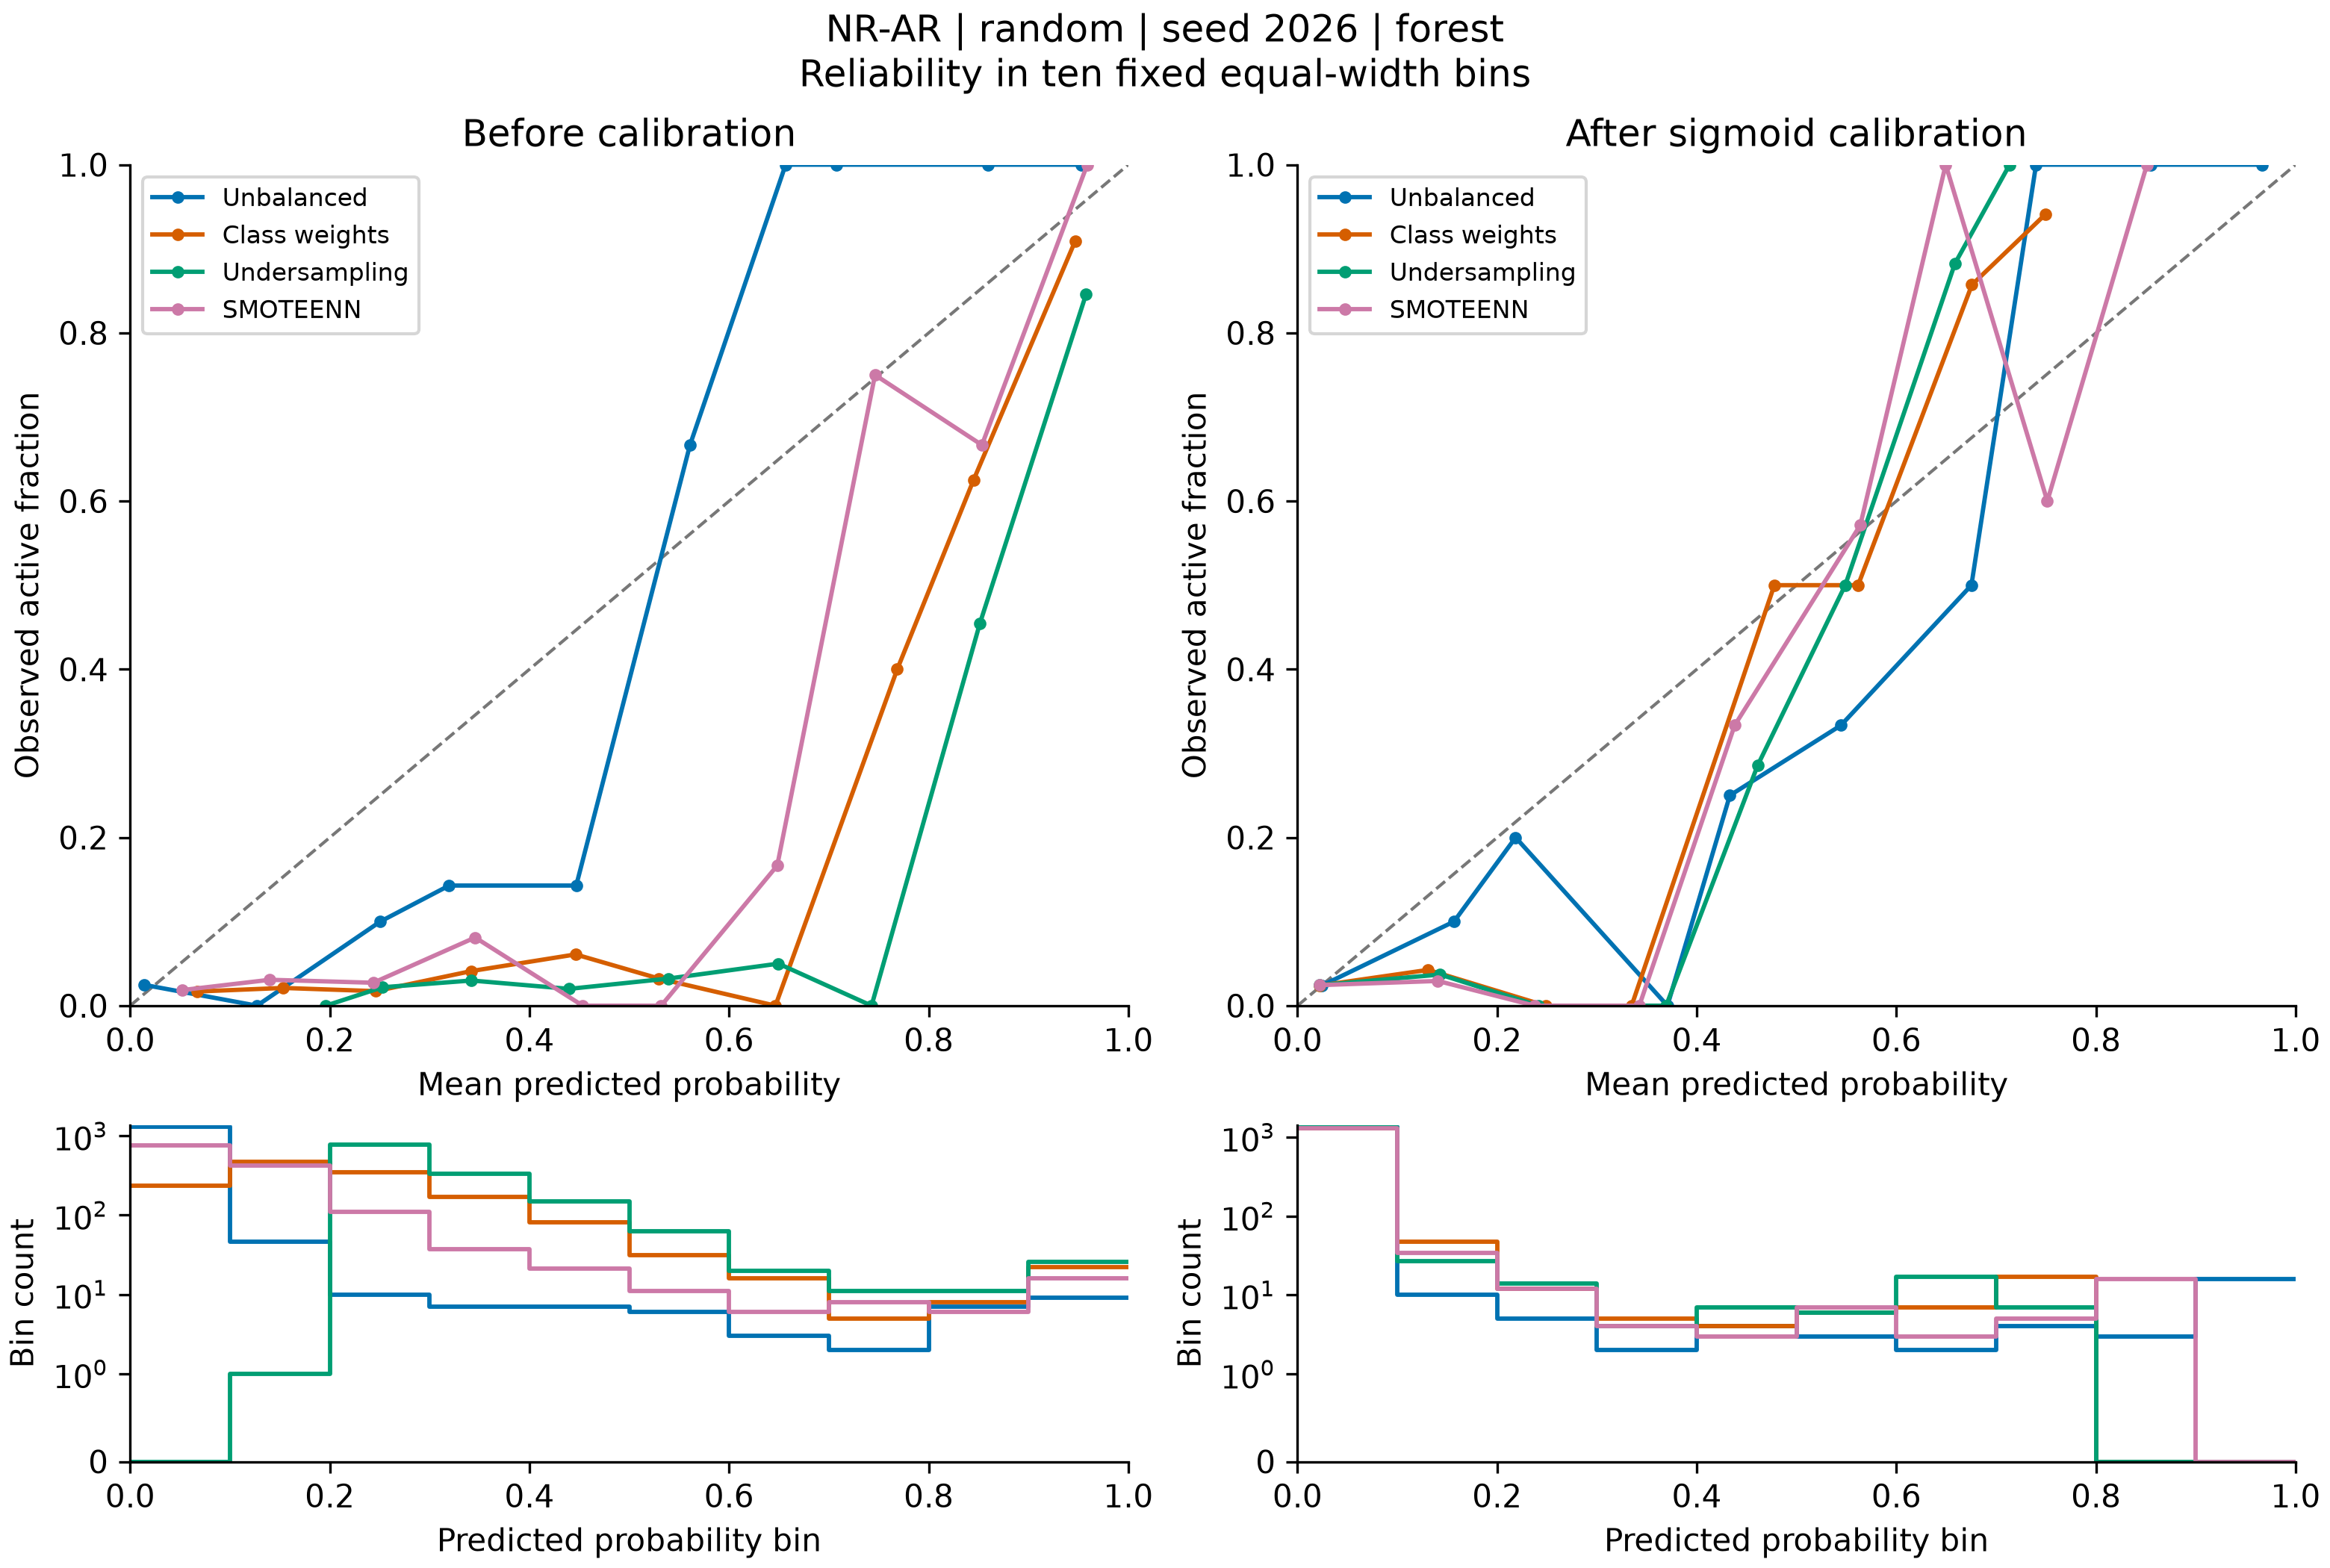 NR-AR | random | seed 2026 | forest
Reliability in ten fixed equal-width bins
Before calibration
1.0
0.8
0.6
0.4
0.2
0.0
Observed active fraction
Unbalanced
Class weights
Undersampling
SMOTEENN
0.0 0.2 0.4 0.6 0.8 1.0
Mean predicted probability
After sigmoid calibration
1.0
0.8
0.6
0.4
0.2
0.0
Observed active fraction
Unbalanced
Class weights
Undersampling
SMOTEENN
0.0 0.2 0.4 0.6 0.8 1.0
Mean predicted probability
10³
10²
10¹
10⁰
0
Bin count
0.0 0.2 0.4 0.6 0.8 1.0
Predicted probability bin
10³
10²
10¹
10⁰
0
Bin count
0.0 0.2 0.4 0.6 0.8 1.0
Predicted probability bin